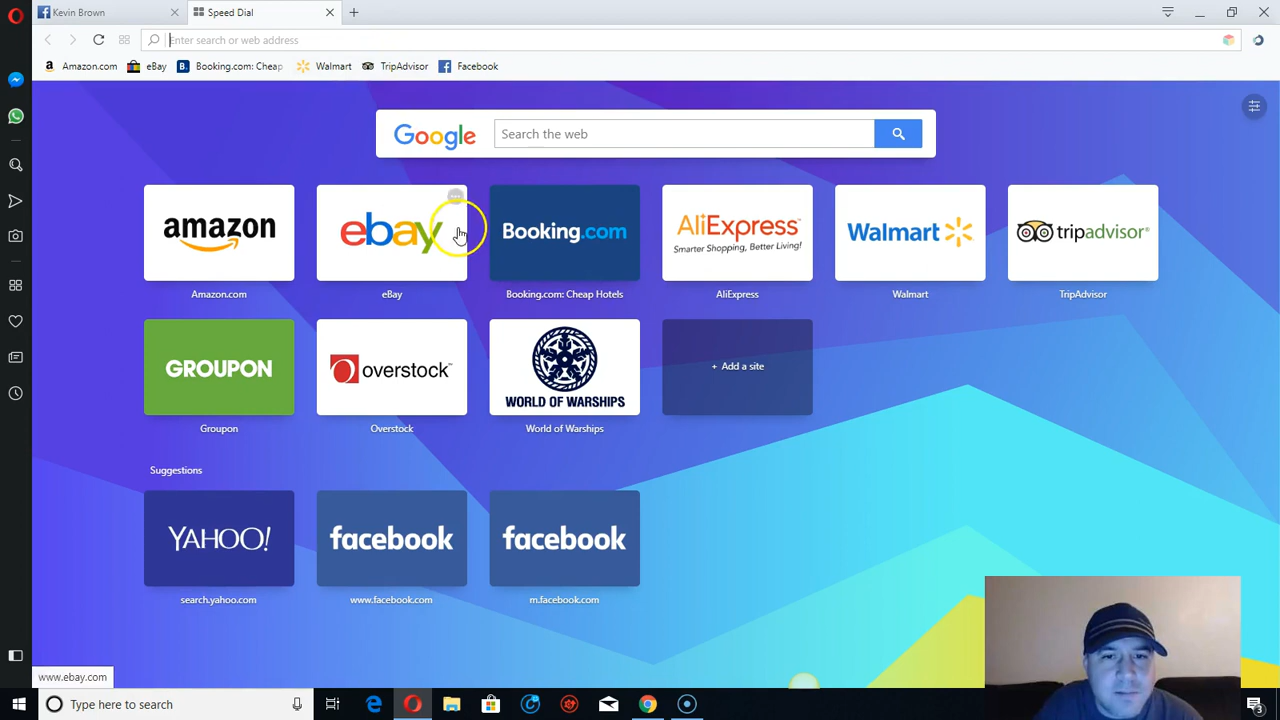 Kevin Brown
Speed Dial
Enter search or web address
Amazon.com
eBay
Booking.com: Cheap
Walmart
TripAdvisor
Facebook
Google
Search the web
amazon
ebay
Booking.com
AliExpress
Smarter Shopping, Better Living!
Walmart
tripadvisor
Amazon.com
eBay
Booking.com: Cheap Hotels
AliExpress
Walmart
TripAdvisor
GROUPON
overstock™
WORLD OF WARSHIPS
+ Add a site
Groupon
Overstock
World of Warships
Suggestions
YAHOO!
facebook
facebook
search.yahoo.com
www.facebook.com
m.facebook.com
www.ebay.com
Type here to search